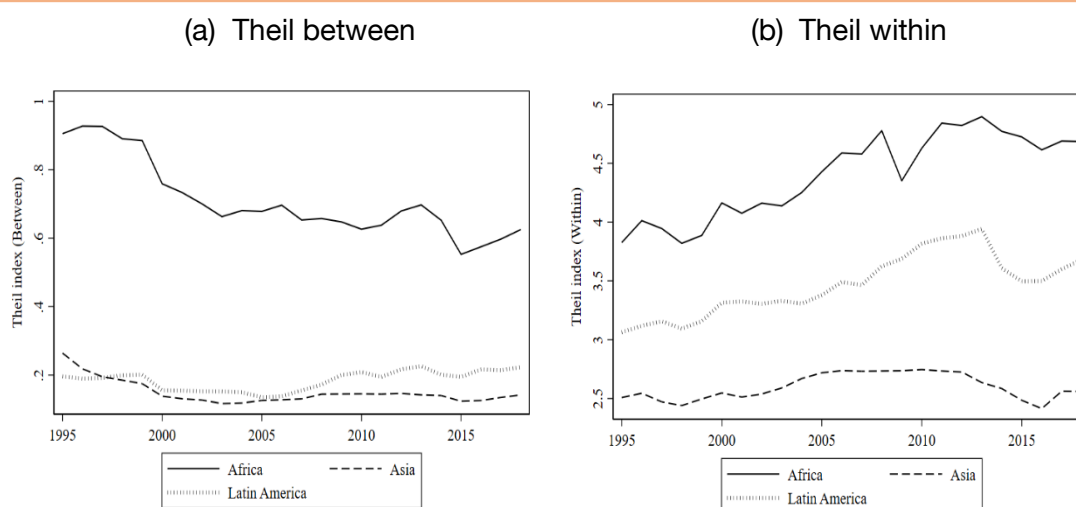 (a) Theil between
Theil index (Between)
1
.8
.6
.4
.2
1995 2000 2005 2010 2015
Africa Asia
Latin America
(b) Theil within
Theil index (Within)
5
4.5
4
3.5
3
2.5
1995 2000 2005 2010 2015
Africa Asia
Latin America